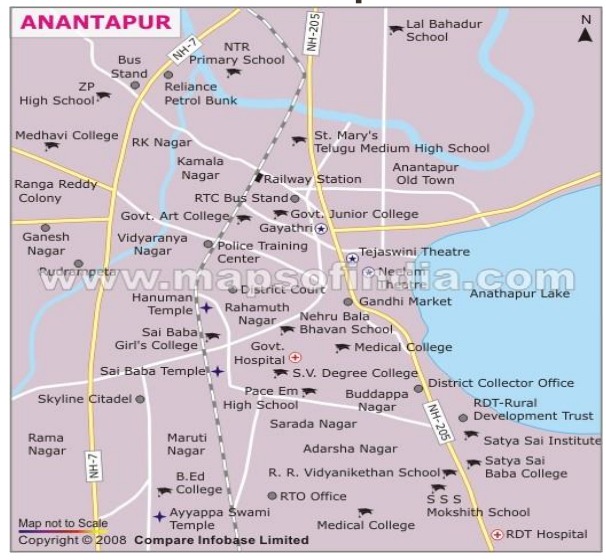 ANANTAPUR
NH-7
NH-205
N
Lal Bahadur
School
Bus
Stand
NTR
Primary School
Reliance
Petrol Bunk
ZP
High School
Medhavi College
RK Nagar
St. Mary's
Telugu Medium High School
Kamala
Nagar
Railway Station
Anantapur
Old Town
Ranga Reddy
Colony
RTC Bus Stand
Govt. Art College
Govt. Junior College
Gayathri
Ganesh
Nagar
Vidyaranya
Nagar
Police Training
Center
Tejaswini Theatre
Rudrampeta
Neelam
Theatre
www.mapsofindia.com
District Court
Anathapur Lake
Hanuman
Temple
Rahamuth
Nagar
Gandhi Market
Nehru Bala
Bhavan School
Sai Baba
Girl's College
Govt.
Hospital
Medical College
Sai Baba Temple
S.V. Degree College
District Collector Office
Skyline Citadel
Pace Em
High School
Buddappa
Nagar
RDT-Rural
Development Trust
NH-205
Sarada Nagar
Rama
Nagar
Maruti
Nagar
Adarsha Nagar
Satya Sai Institute
NH-7
B.Ed
College
R. R. Vidyanikethan School
Satya Sai
Baba College
RTO Office
S S S
Mokshith School
Ayyappa Swami
Temple
Medical College
RDT Hospital
Map not to Scale
Copyright © 2008 Compare Infobase Limited